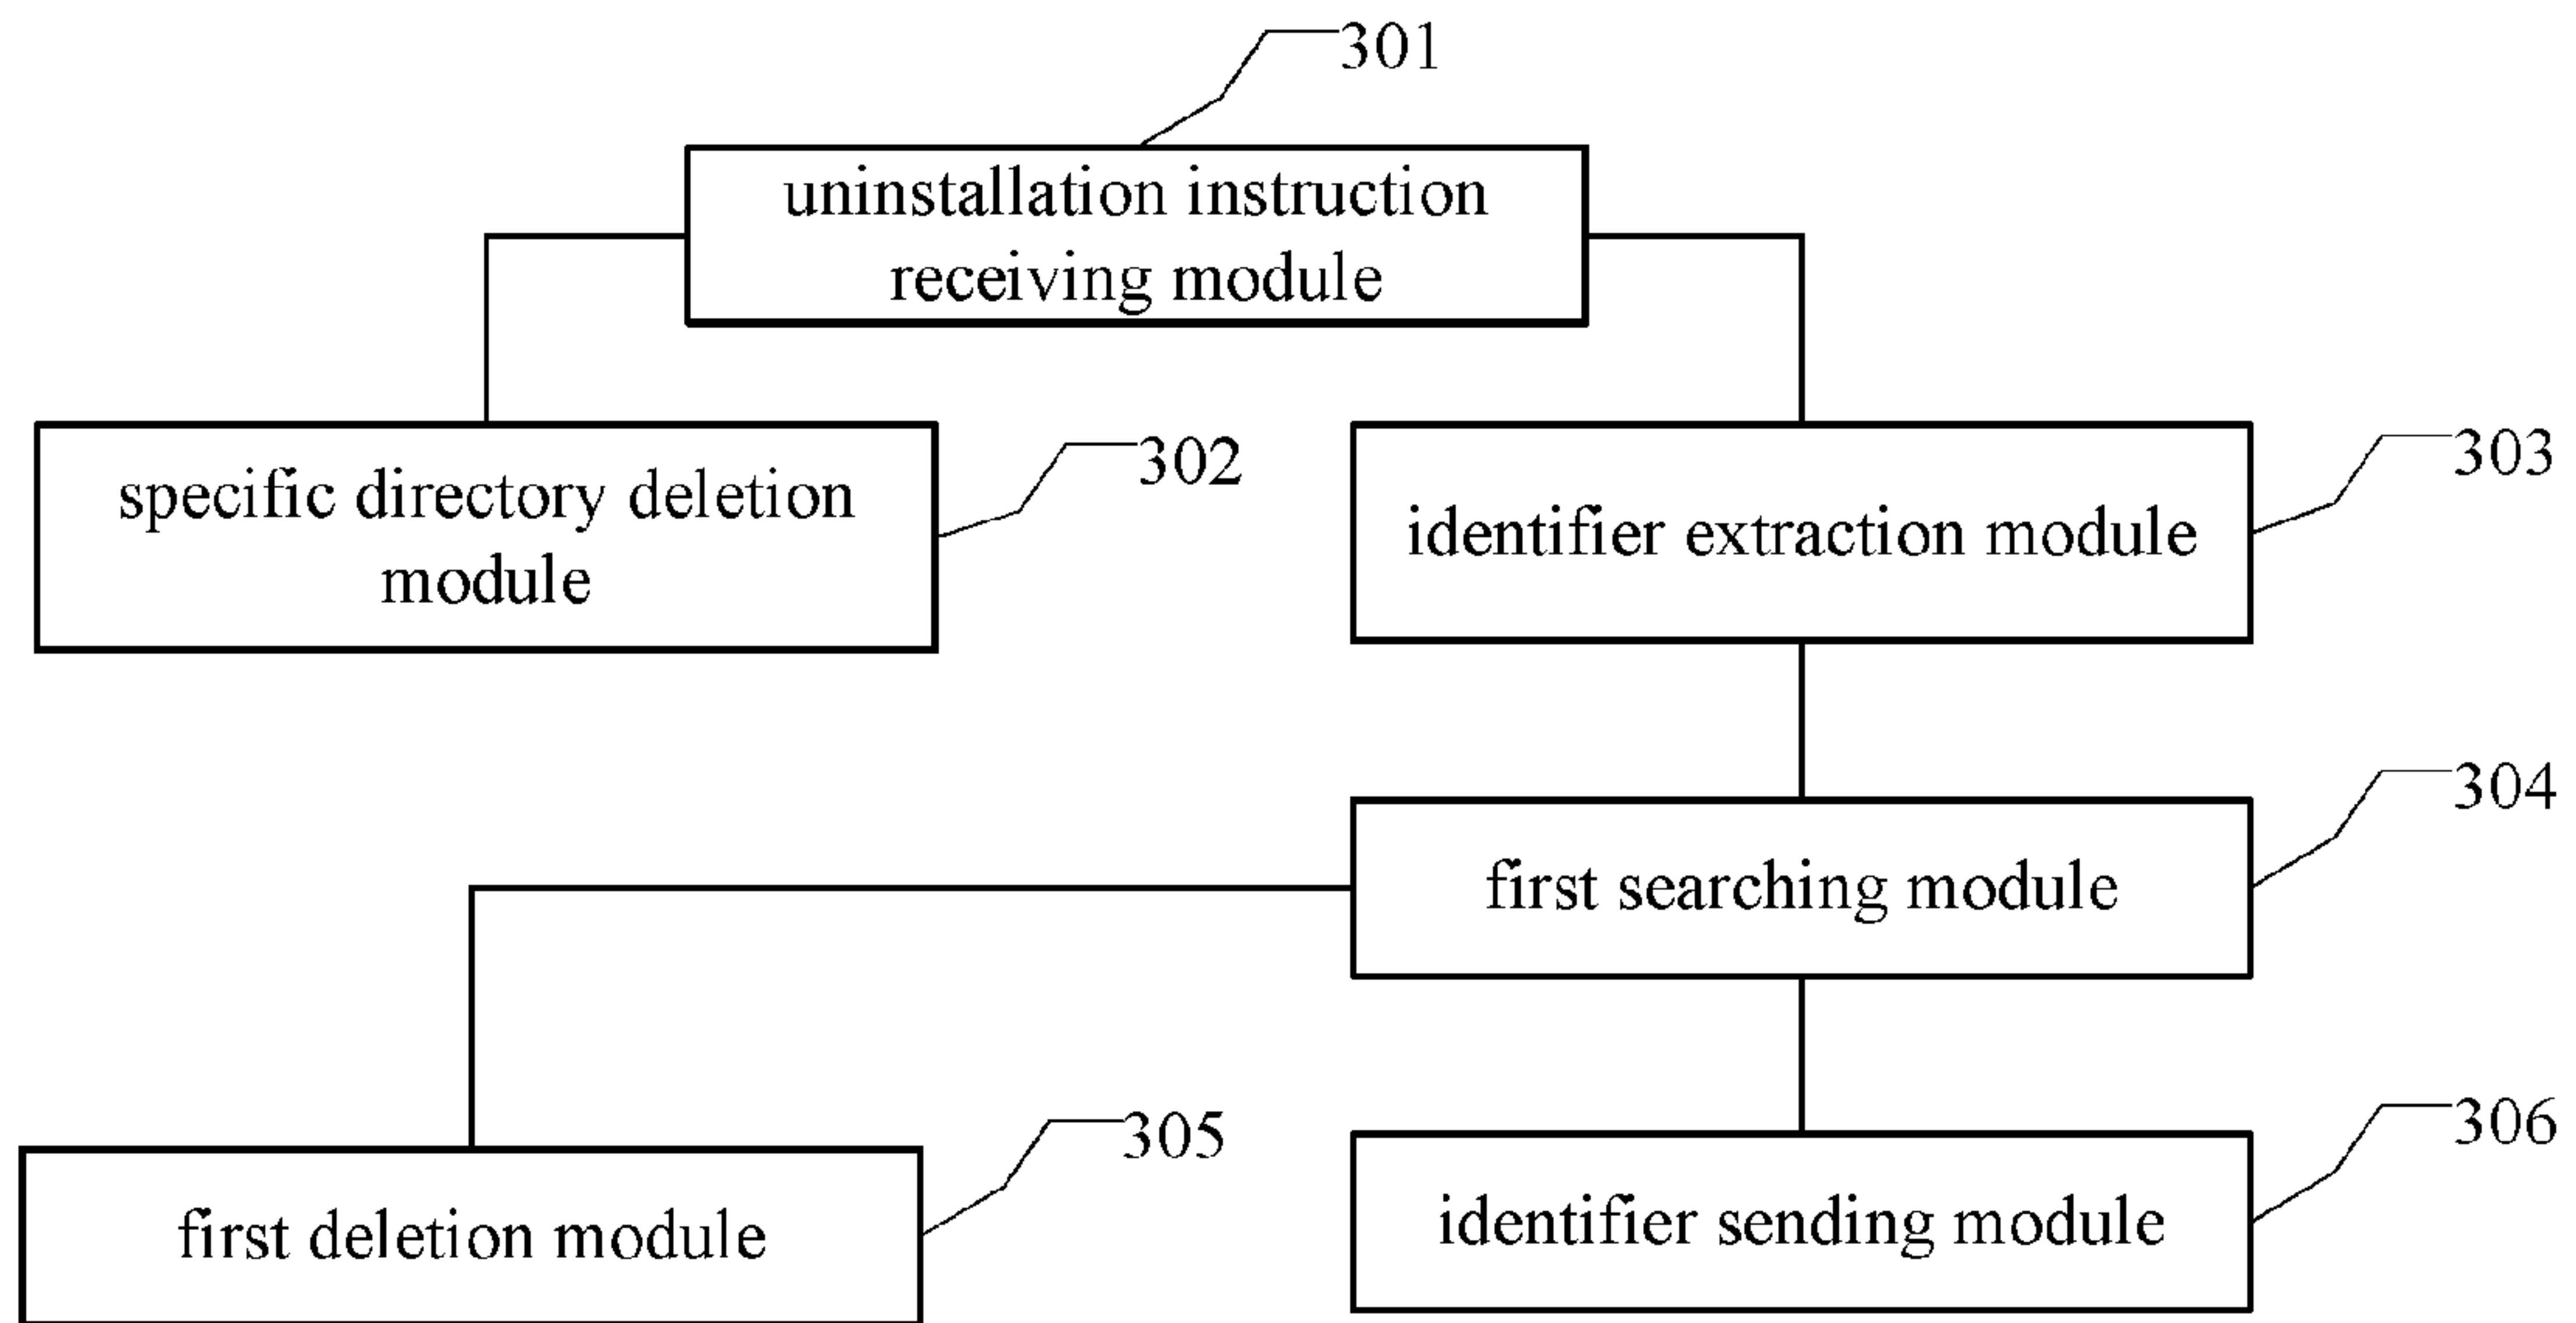 301
uninstallation instruction
receiving module
302
specific directory deletion
module
303
identifier extraction module
304
first searching module
305
first deletion module
306
identifier sending module